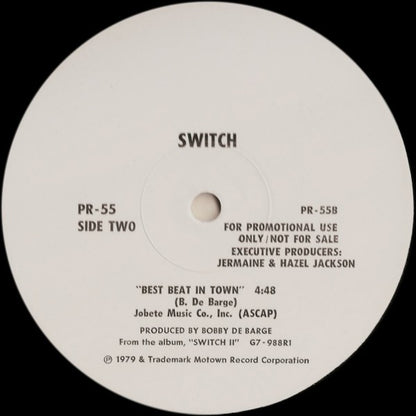 SWITCH
PR-55
SIDE TWO
PR-55B
FOR PROMOTIONAL USE
ONLY/NOT FOR SALE
EXECUTIVE PRODUCERS:
JERMAINE & HAZEL JACKSON
"BEST BEAT IN TOWN" 4:48
(B. De Barge)
Jobete Music Co., Inc. (ASCAP)
PRODUCED BY BOBBY DE BARGE
From the album, "SWITCH II" G7-988R1
℗ 1979 & Trademark Motown Record Corporation